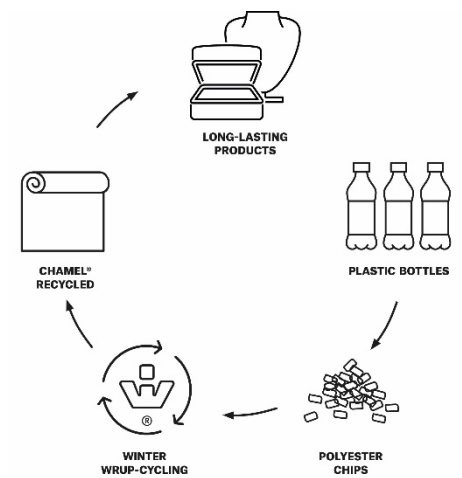 LONG-LASTING
PRODUCTS
PLASTIC BOTTLES
CHAMEL®
RECYCLED
®
WINTER
WRUP-CYCLING
POLYESTER
CHIPS